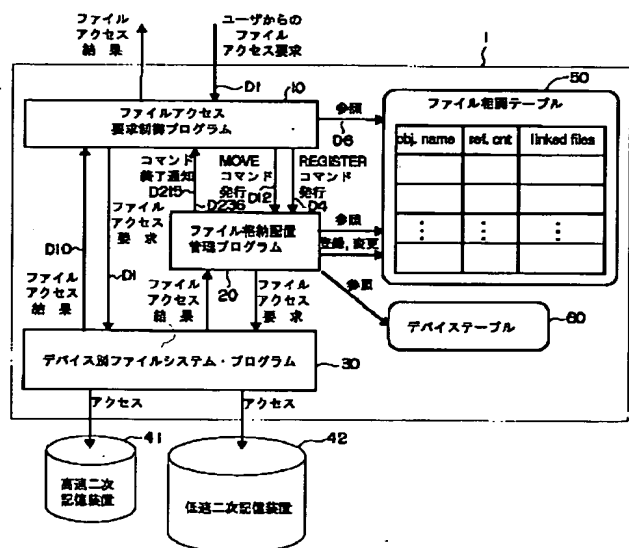 ファイル
アクセス
結 果
ユーザからの
ファイル
アクセス要求
D1
1
10
ファイルアクセス
要求制御プログラム
参照
D6
50
ファイル相関テーブル
obj. name
ref. cnt
linked files
コマンド
終了通知
D215
D236
MOVE
コマンド
発行
D12
REGISTER
コマンド
発行
D4
ファイル
アクセス
要 求
D10
D1
ファイル
アクセス
結 果
ファイル格納配置
管理プログラム
20
参照
登録, 変更
参照
ファイル
アクセス
結 果
ファイル
アクセス
要 求
デバイステーブル
60
デバイス別ファイルシステム・プログラム
30
アクセス
アクセス
41
高速二次
記憶装置
42
低速二次
記憶装置